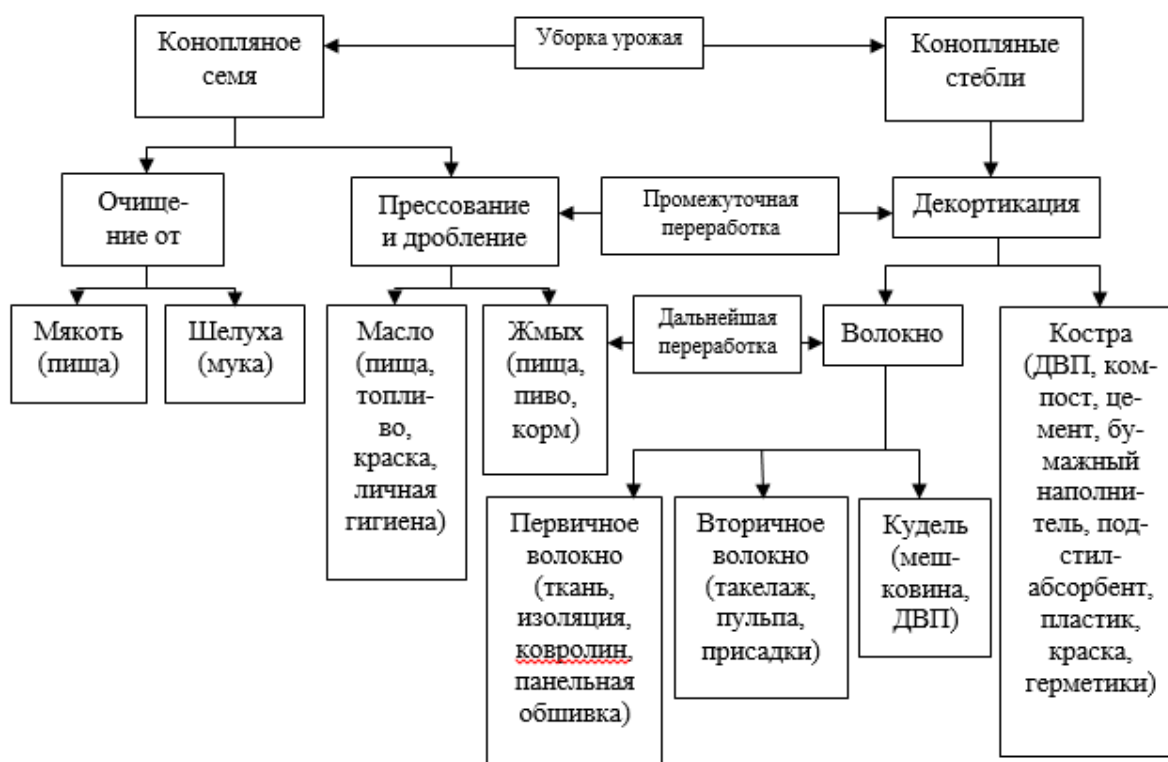 Конопляное
семя
Уборка урожая
Конопляные
стебли
Очище-
ние от
Прессование
и дробление
Промежуточная
переработка
Декортикация
Мякоть
(пища)
Шелуха
(мука)
Масло
(пища,
топли-
во,
краска,
личная
гигиена)
Жмых
(пища,
пиво,
корм)
Дальнейшая
переработка
Волокно
Костра
(ДВП, ком-
пост, це-
мент, бу-
мажный
наполни-
тель, под-
стил-
абсорбент,
пластик,
краска,
герметики)
Первичное
волокно
(ткань,
изоляция,
ковролин,
панельная
обшивка)
Вторичное
волокно
(такелаж,
пульпа,
присадки)
Кудель
(меш-
ковина,
ДВП)